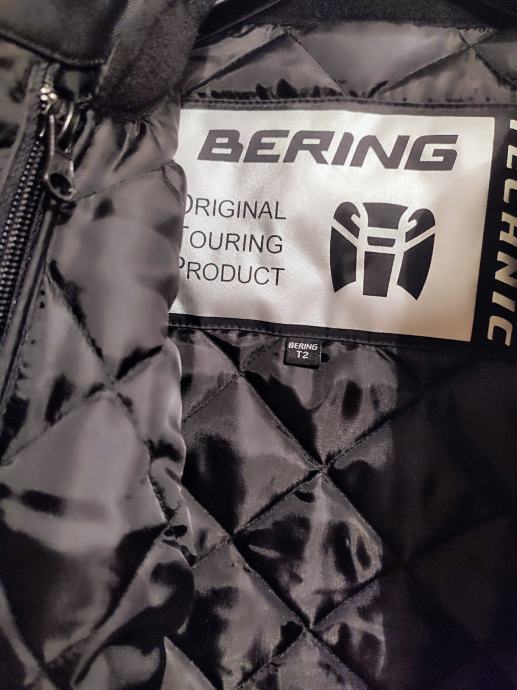 BERING
ORIGINAL
TOURING
PRODUCT
TECHNIC
BERING
T2